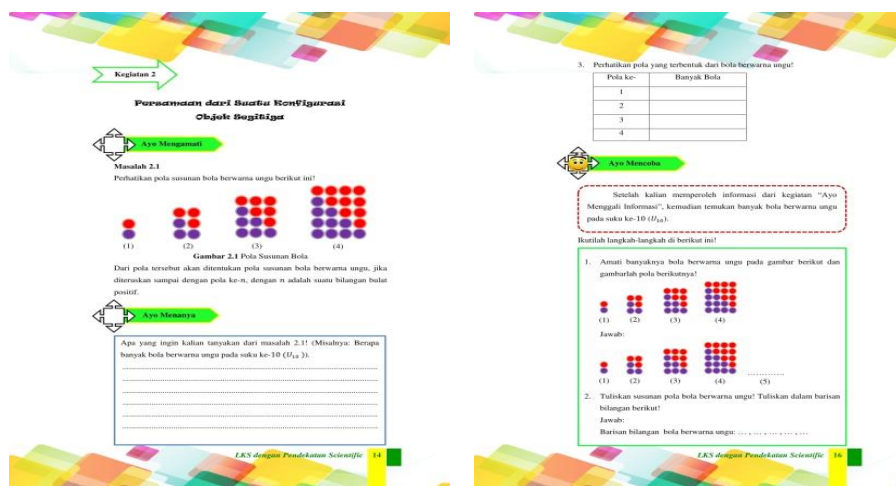 Kegiatan 2
Persamaan dari Suatu Konfigurasi
Objek Segitiga
Ayo Mengamati
Masalah 2.1
Perhatikan pola susunan bola berwarna ungu berikut ini!
(1) (2) (3) (4)
Gambar 2.1 Pola Susunan Bola
Dari pola tersebut akan ditentukan pola susunan bola berwarna ungu, jika
diteruskan sampai dengan pola ke-n, dengan n adalah suatu bilangan bulat
positif.
Ayo Menanya
Apa yang ingin kalian tanyakan dari masalah 2.1! (Misalnya: Berapa
banyak bola berwarna ungu pada suku ke-10 (U₁₀ )).
LKS dengan Pendekatan Scientific 14
3. Perhatikan pola yang terbentuk dari bola berwarna ungu!
Pola ke- Banyak Bola
1
2
3
4
Ayo Mencoba
Setelah kalian memperoleh informasi dari kegiatan “Ayo
Menggali Informasi”, kemudian temukan banyak bola berwarna ungu
pada suku ke-10 (U₁₀).
Ikutilah langkah-langkah di berikut ini!
1. Amati banyaknya bola berwarna ungu pada gambar berikut dan
gambarlah pola berikutnya!
(1) (2) (3) (4)
Jawab:
.............
(1) (2) (3) (4) (5)
2. Tuliskan susunan pola bola berwarna ungu! Tuliskan dalam barisan
bilangan berikut!
Jawab:
Barisan bilangan bola berwarna ungu: ... , ... , ... , ... , ...
LKS dengan Pendekatan Scientific 16